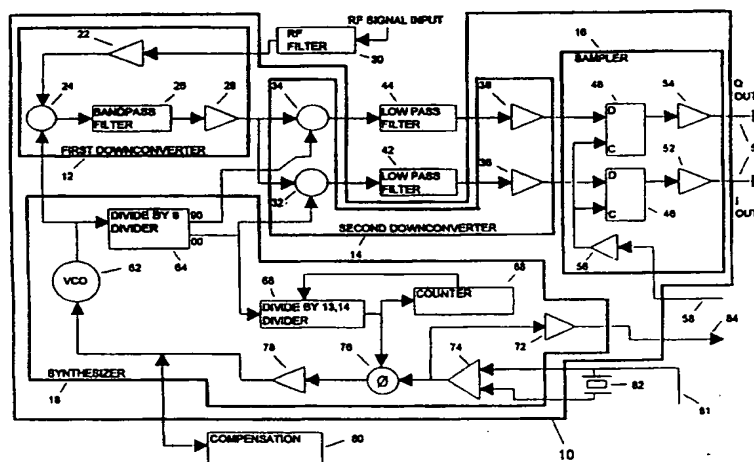 RF SIGNAL INPUT
22
RF
FILTER
30
16
SAMPLER
24
26
28
34
44
38
48
54
Q
OUT
BANDPASS
FILTER
LOW PASS
FILTER
D
C
FIRST DOWNCONVERTER
12
42
36
52
32
LOW PASS
FILTER
D
C
46
I
OUT
DIVIDE BY
DIVIDER
90
00
SECOND DOWNCONVERTER
14
56
VCO
62
64
66
68
COUNTER
DIVIDE BY 13,14
DIVIDER
58
84
72
78
76
74
Ø
SYNTHESIZER
18
82
81
COMPENSATION
80
10